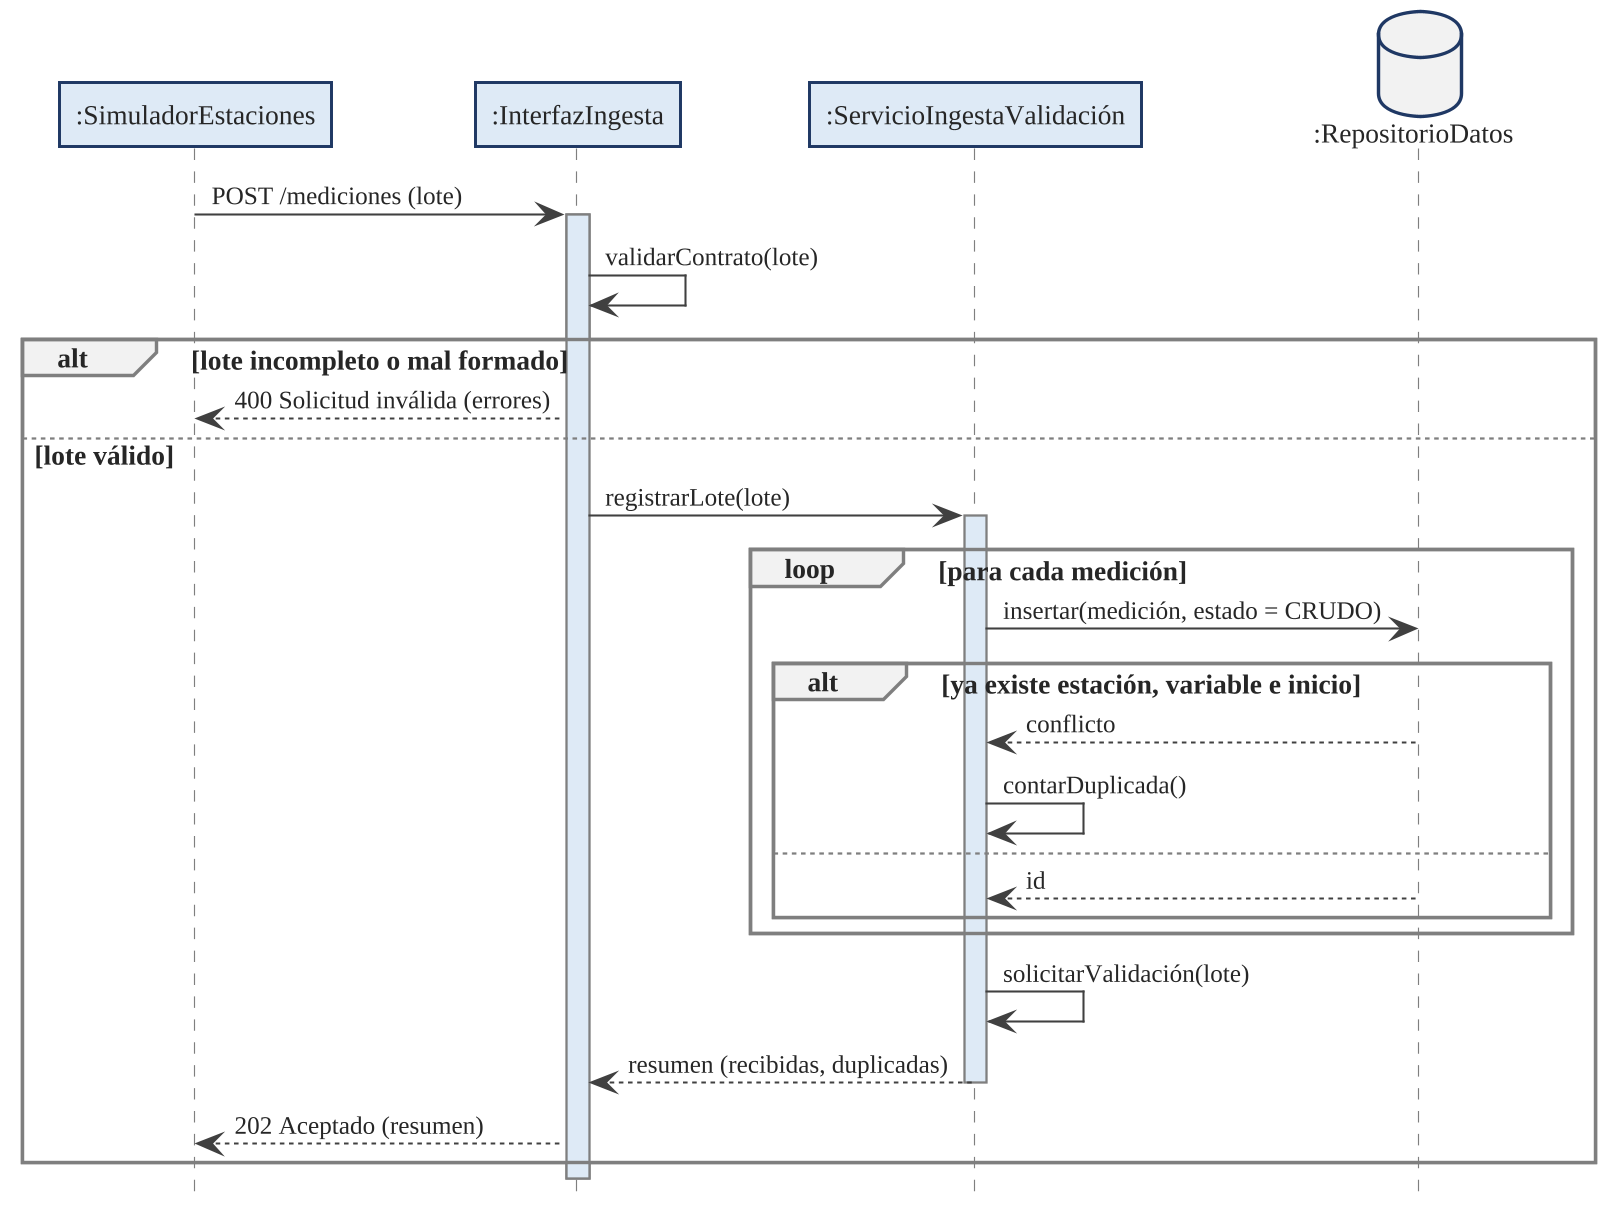 :SimuladorEstaciones
:InterfazIngesta
:ServicioIngestaValidación
:RepositorioDatos
POST /mediciones (lote)
validarContrato(lote)
alt
[lote incompleto o mal formado]
400 Solicitud inválida (errores)
[lote válido]
registrarLote(lote)
loop
[para cada medición]
insertar(medición, estado = CRUDO)
alt
[ya existe estación, variable e inicio]
conflicto
contarDuplicada()
id
solicitarValidación(lote)
resumen (recibidas, duplicadas)
202 Aceptado (resumen)